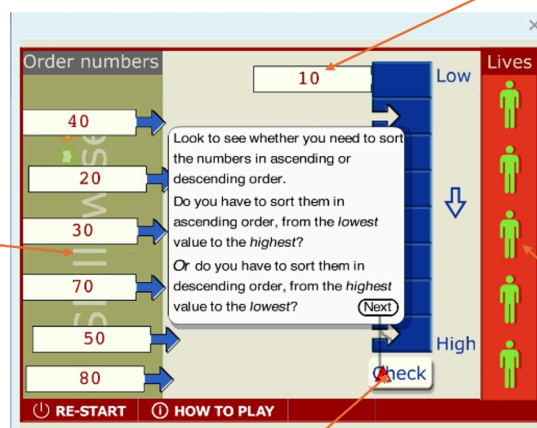 Order numbers
Lives
10
Low
40
20
30
70
50
80
Look to see whether you need to sort
the numbers in ascending or
descending order.
Do you have to sort them in
ascending order, from the lowest
value to the highest?
Or do you have to sort them in
descending order, from the highest
value to the lowest?
Next
High
Check
RE-START
HOW TO PLAY